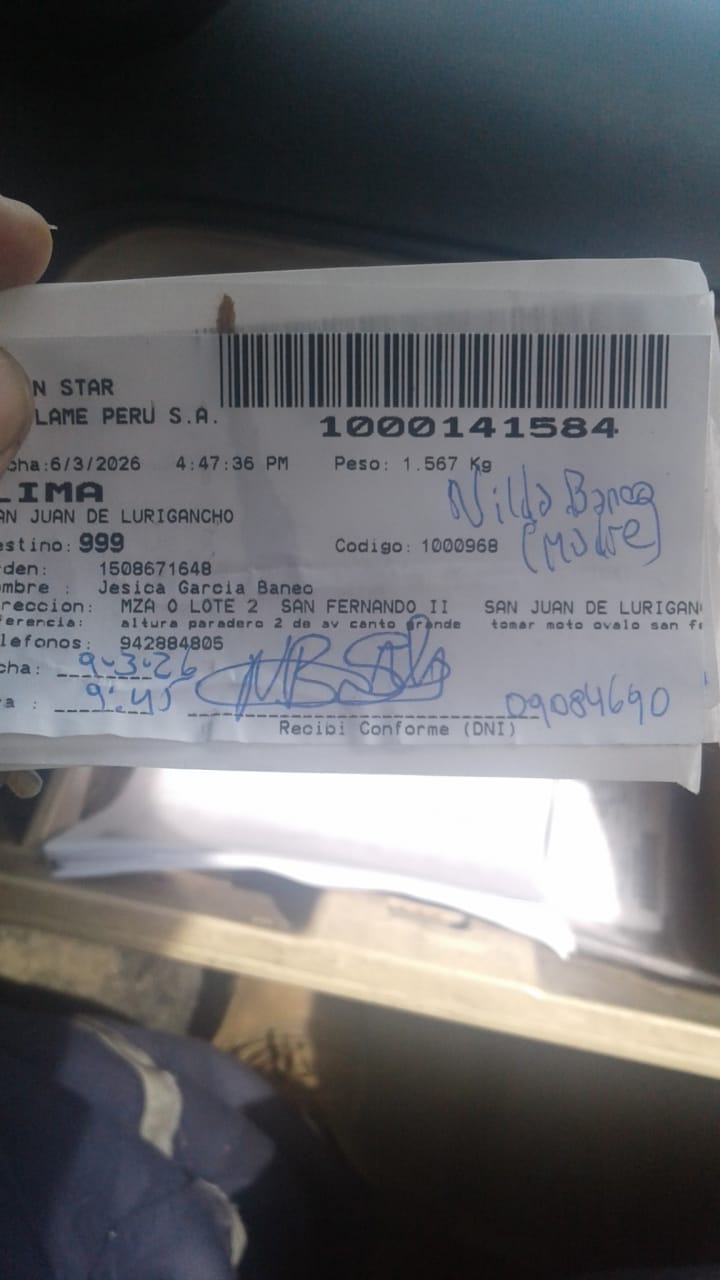 N STAR
LAME PERU S.A.
1000141584
cha:6/3/2026 4:47:36 PM Peso: 1.567 Kg
LIMA
AN JUAN DE LURIGANCHO
Nilda Baneo
(Madre)
estino: 999 Codigo: 1000968
den: 1508671648
mbre : Jesica Garcia Baneo
reccion: MZA O LOTE 2 SAN FERNANDO II SAN JUAN DE LURIGAN
ferencia: altura paradero 2 de av canto grande tomar moto ovalo san fe
lefonos: 942884805
cha: 9-3-26
a : 9:45
09084690
Recibi Conforme (DNI)